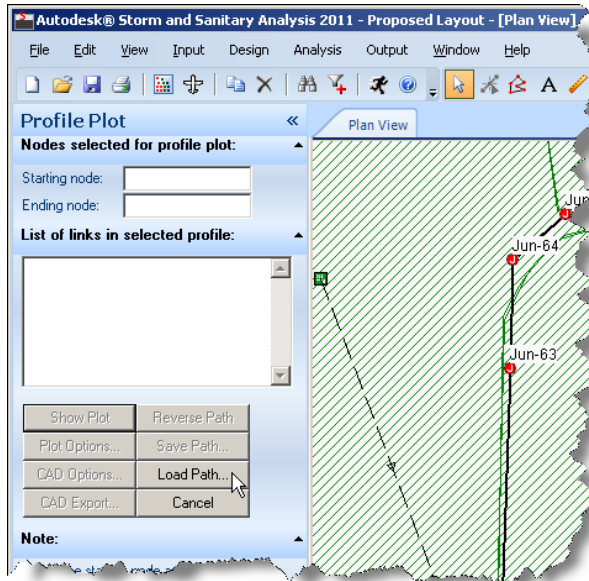 Autodesk® Storm and Sanitary Analysis 2011 - Proposed Layout - [Plan View]
File Edit View Input Design Analysis Output Window Help
A
Profile Plot «
Plan View
Nodes selected for profile plot:
Starting node:
Ending node:
List of links in selected profile:
Jun-64
Jun-63
Show Plot Reverse Path
Plot Options... Save Path...
CAD Options... Load Path...
CAD Export... Cancel
Note: